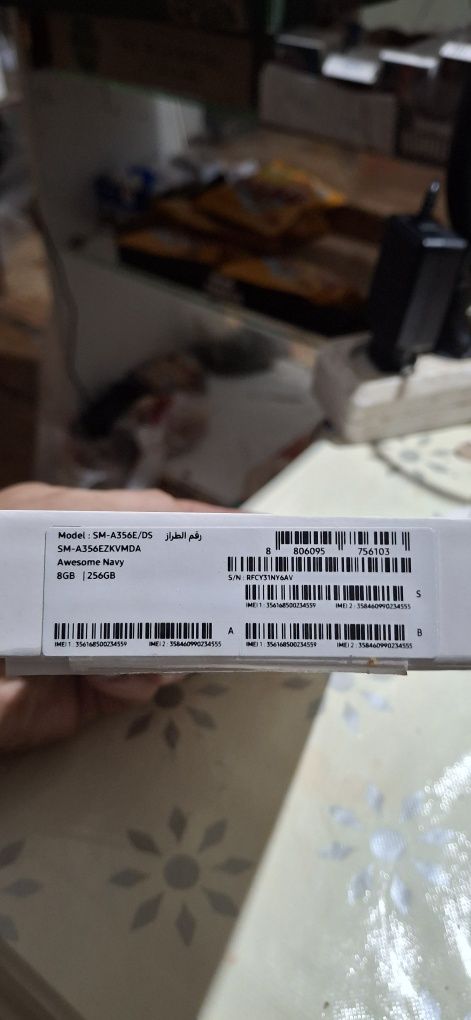 Model : SM-A356E/DS رقم الطراز
SM-A356EZKVMDA
Awesome Navy
8GB | 256GB
8 806095 756103
S/N : RFCY31NY6AV
S
IMEI 1 : 356168500234559 IMEI 2 : 358460990234555
A
IMEI 1 : 356168500234559 IMEI 2 : 358460990234555
B
IMEI 1 : 356168500234559 IMEI 2 : 358460990234555